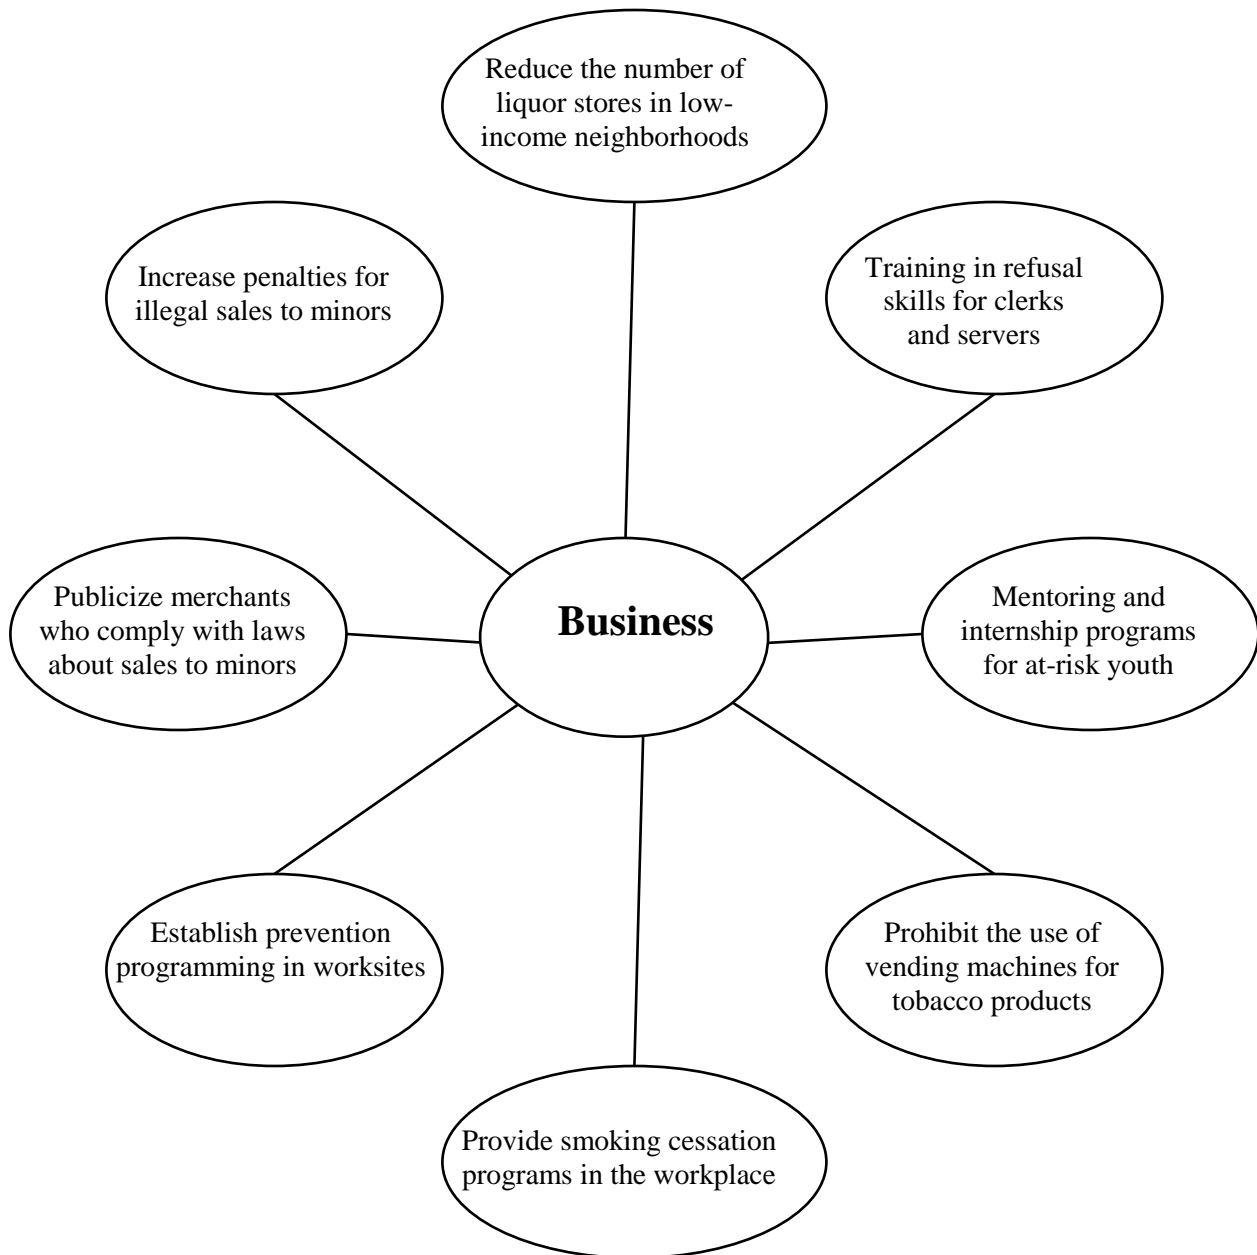 Reduce the number of
liquor stores in low-
income neighborhoods
Increase penalties for
illegal sales to minors
Training in refusal
skills for clerks
and servers
Publicize merchants
who comply with laws
about sales to minors
Business
Mentoring and
internship programs
for at-risk youth
Establish prevention
programming in worksites
Prohibit the use of
vending machines for
tobacco products
Provide smoking cessation
programs in the workplace